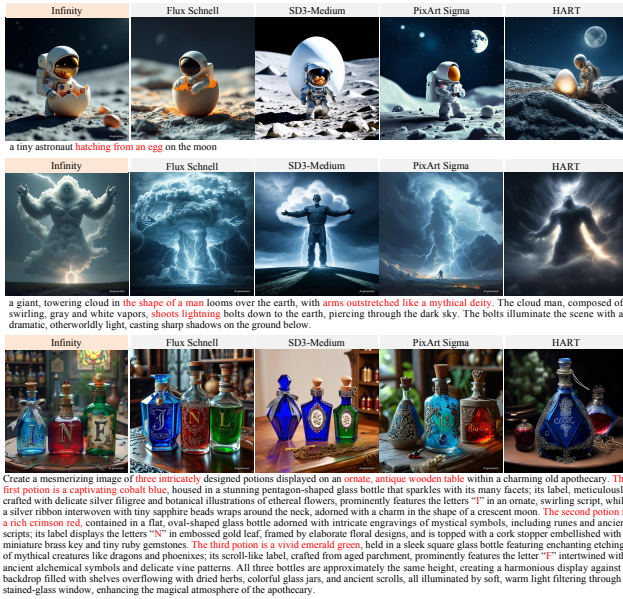 Infinity Flux Schnell SD3-Medium PixArt Sigma HART
a tiny astronaut hatching from an egg on the moon
Infinity Flux Schnell SD3-Medium PixArt Sigma HART
a giant, towering cloud in the shape of a man looms over the earth, with arms outstretched like a mythical deity. The cloud man, composed of
swirling, gray and white vapors, shoots lightning bolts down to the earth, piercing through the dark sky. The bolts illuminate the scene with a
dramatic, otherworldly light, casting sharp shadows on the ground below.
Infinity Flux Schnell SD3-Medium PixArt Sigma HART
I N F
J N I
Create a mesmerizing image of three intricately designed potions displayed on an ornate, antique wooden table within a charming old apothecary. Th
first potion is a captivating cobalt blue, housed in a stunning pentagon-shaped glass bottle that sparkles with its many facets; its label, meticulous
crafted with delicate silver filigree and botanical illustrations of ethereal flowers, prominently features the letters “I” in an ornate, swirling script, whil
a silver ribbon interwoven with tiny sapphire beads wraps around the neck, adorned with a charm in the shape of a crescent moon. The second potion i
a rich crimson red, contained in a flat, oval-shaped glass bottle adorned with intricate engravings of mystical symbols, including runes and ancien
scripts; its label displays the letters “N” in embossed gold leaf, framed by elaborate floral designs, and is topped with a cork stopper embellished with
miniature brass key and tiny ruby gemstones. The third potion is a vivid emerald green, held in a sleek square glass bottle featuring enchanting etching
of mythical creatures like dragons and phoenixes; its scroll-like label, crafted from aged parchment, prominently features the letter “F” intertwined wit
ancient alchemical symbols and delicate vine patterns. All three bottles are approximately the same height, creating a harmonious display against
backdrop filled with shelves overflowing with dried herbs, colorful glass jars, and ancient scrolls, all illuminated by soft, warm light filtering through
stained-glass window, enhancing the magical atmosphere of the apothecary.